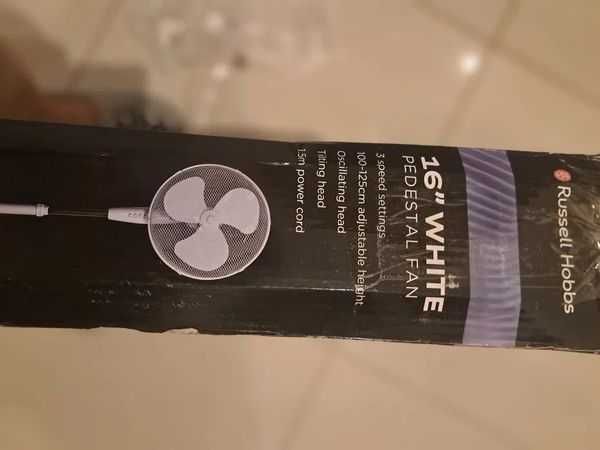 Russell Hobbs
16" WHITE
PEDESTAL FAN
3 speed settings
100-125cm adjustable height
Oscillating head
Tilting head
1.5m power cord